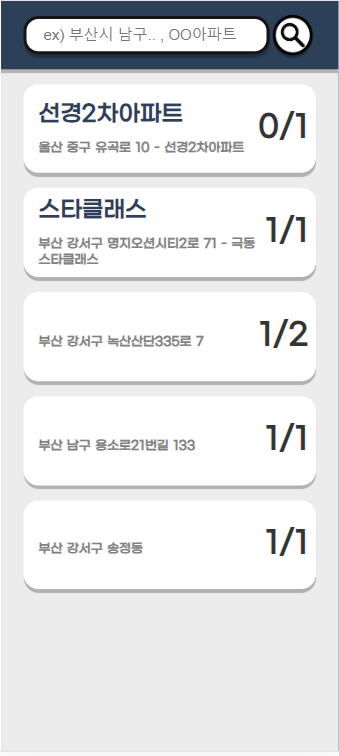 ex) 부산시 남구.. , OO아파트
선경2차아파트
울산 중구 유곡로 10 - 선경2차아파트
0/1
스타클래스
부산 강서구 명지오션시티2로 71 - 극동
스타클래스
1/1
부산 강서구 녹산산단335로 7
1/2
부산 남구 용소로21번길 133
1/1
부산 강서구 송정동
1/1